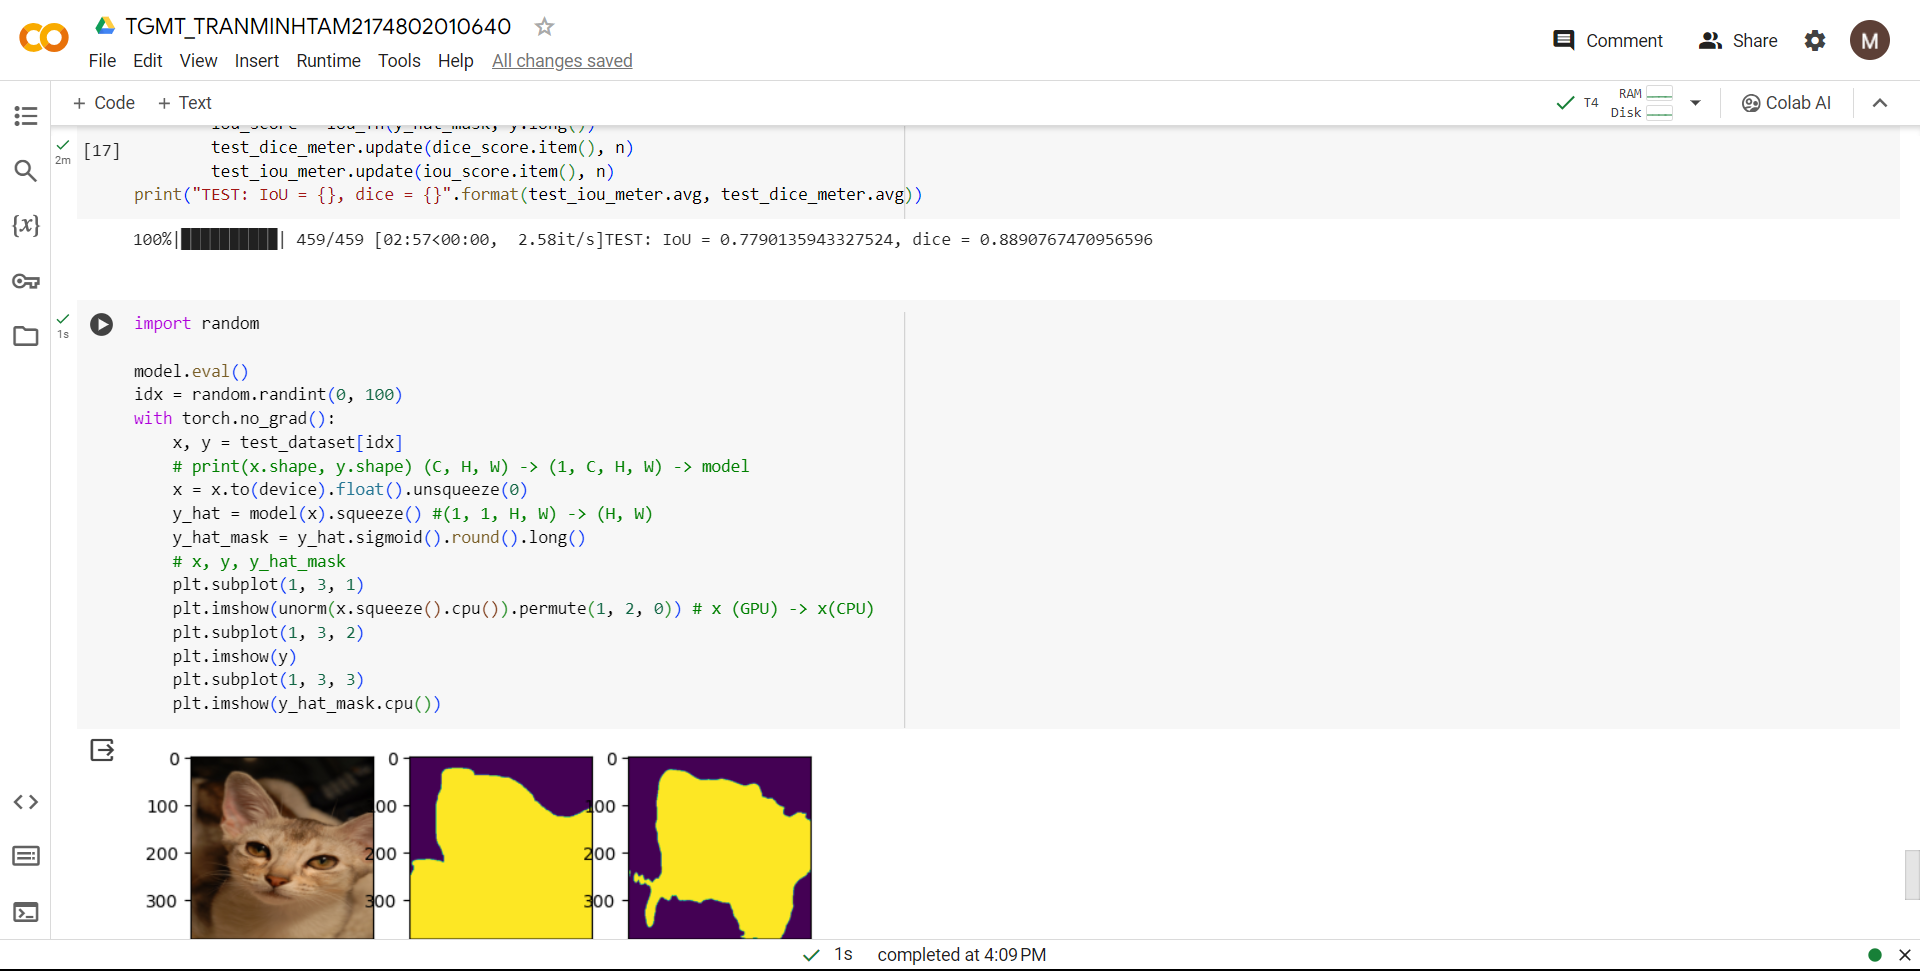 TGMT_TRANMINHTAM2174802010640
File Edit View Insert Runtime Tools Help All changes saved
Comment Share M
+ Code + Text
T4 RAM Disk Colab AI
iou_score = iou_fn(y_hat_mask, y.long())
[17] test_dice_meter.update(dice_score.item(), n)
2m
test_iou_meter.update(iou_score.item(), n)
print("TEST: IoU = {}, dice = {}".format(test_iou_meter.avg, test_dice_meter.avg))
100%|██████████| 459/459 [02:57<00:00, 2.58it/s]TEST: IoU = 0.7790135943327524, dice = 0.8890767470956596
1s
import random
model.eval()
idx = random.randint(0, 100)
with torch.no_grad():
x, y = test_dataset[idx]
# print(x.shape, y.shape) (C, H, W) -> (1, C, H, W) -> model
x = x.to(device).float().unsqueeze(0)
y_hat = model(x).squeeze() #(1, 1, H, W) -> (H, W)
y_hat_mask = y_hat.sigmoid().round().long()
# x, y, y_hat_mask
plt.subplot(1, 3, 1)
plt.imshow(unorm(x.squeeze().cpu()).permute(1, 2, 0)) # x (GPU) -> x(CPU)
plt.subplot(1, 3, 2)
plt.imshow(y)
plt.subplot(1, 3, 3)
plt.imshow(y_hat_mask.cpu())
0 0 0
100 100 100
200 200 200
300 300 300
1s completed at 4:09 PM